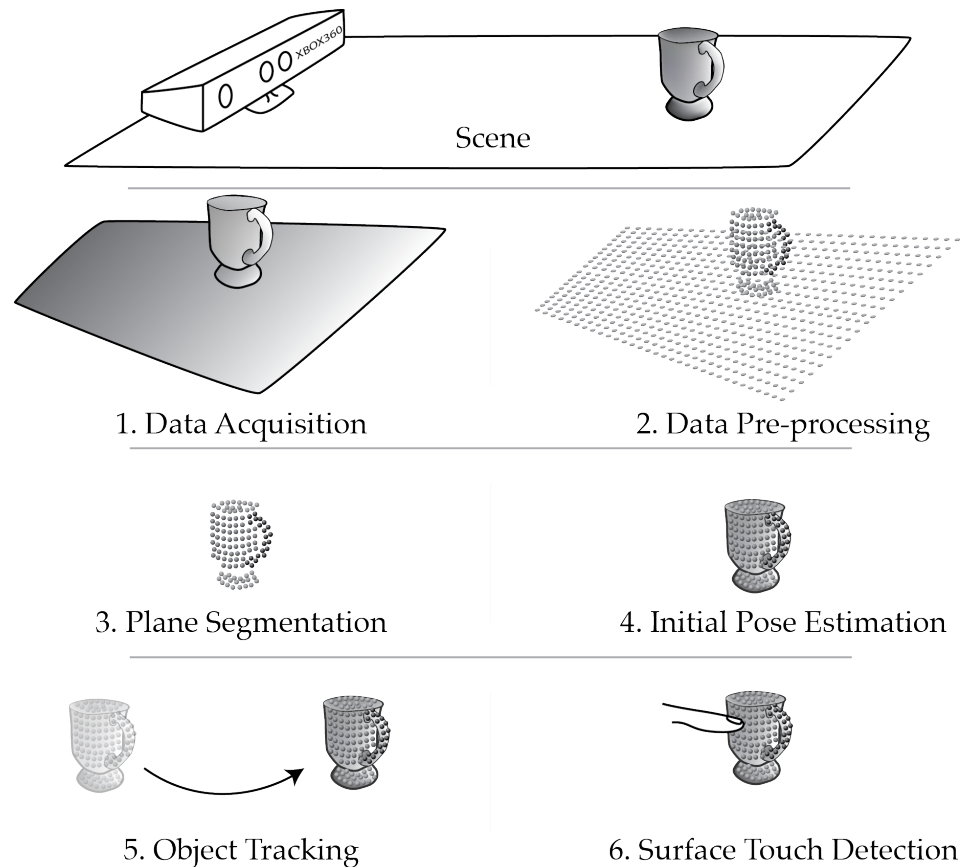 XBOX360
Scene
1. Data Acquisition
2. Data Pre-processing
3. Plane Segmentation
4. Initial Pose Estimation
5. Object Tracking
6. Surface Touch Detection